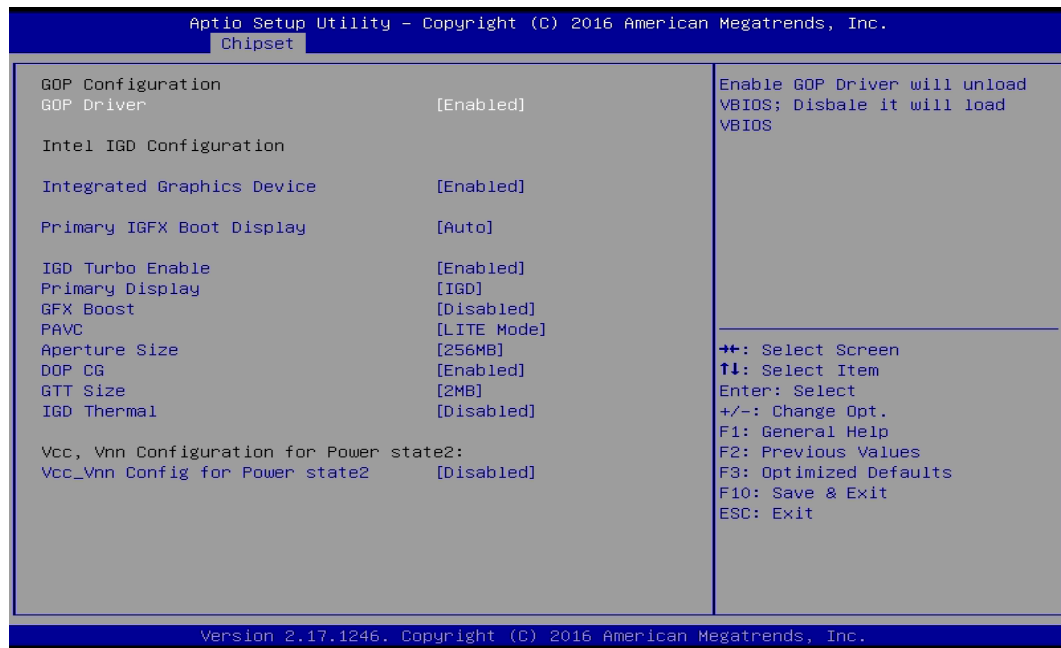 Aptio Setup Utility – Copyright (C) 2016 American Megatrends, Inc.
Chipset
GOP Configuration
GOP Driver [Enabled]
Intel IGD Configuration
Integrated Graphics Device [Enabled]
Primary IGFX Boot Display [Auto]
IGD Turbo Enable [Enabled]
Primary Display [IGD]
GFX Boost [Disabled]
PAVC [LITE Mode]
Aperture Size [256MB]
DOP CG [Enabled]
GTT Size [2MB]
IGD Thermal [Disabled]
Vcc, Vnn Configuration for Power state2:
Vcc_Vnn Config for Power state2 [Disabled]
Enable GOP Driver will unload
VBIOS; Disbale it will load
VBIOS
→←: Select Screen
↑↓: Select Item
Enter: Select
+/-: Change Opt.
F1: General Help
F2: Previous Values
F3: Optimized Defaults
F10: Save & Exit
ESC: Exit
Version 2.17.1246. Copyright (C) 2016 American Megatrends, Inc.